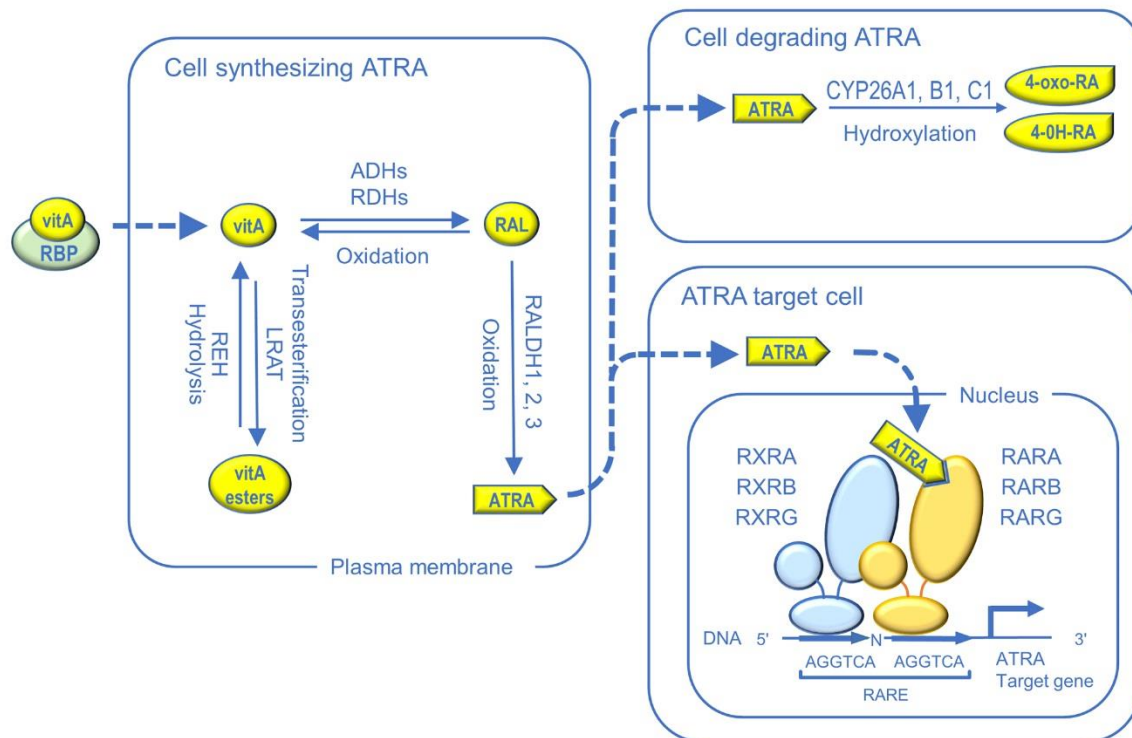 Cell synthesizing ATRA
vitA
RBP
vitA
ADHs
RDHs
Oxidation
RAL
Transesterification
LRAT
REH
Hydrolysis
RALDH1, 2, 3
Oxidation
vitA
esters
ATRA
Plasma membrane
Cell degrading ATRA
ATRA
CYP26A1, B1, C1
Hydroxylation
4-oxo-RA
4-0H-RA
ATRA target cell
ATRA
Nucleus
ATRA
RXRA
RXRB
RXRG
RARA
RARB
RARG
DNA 5' N 3'
AGGTCA AGGTCA
RARE
ATRA
Target gene